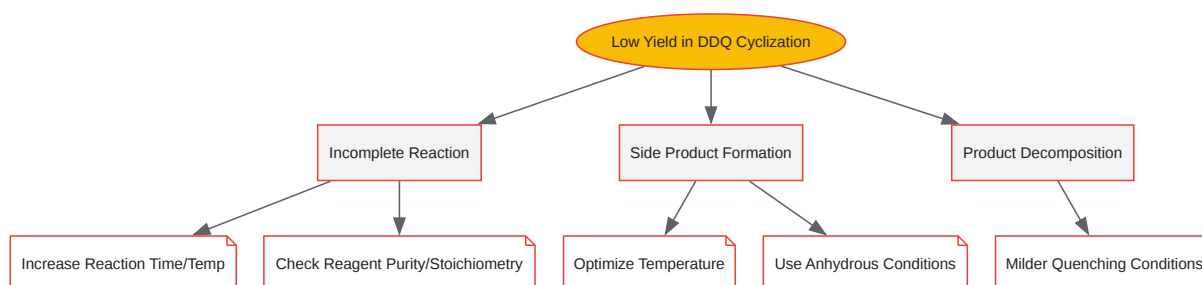 Low Yield in DDQ Cyclization
Incomplete Reaction
Side Product Formation
Product Decomposition
Increase Reaction Time/Temp
Check Reagent Purity/Stoichiometry
Optimize Temperature
Use Anhydrous Conditions
Milder Quenching Conditions